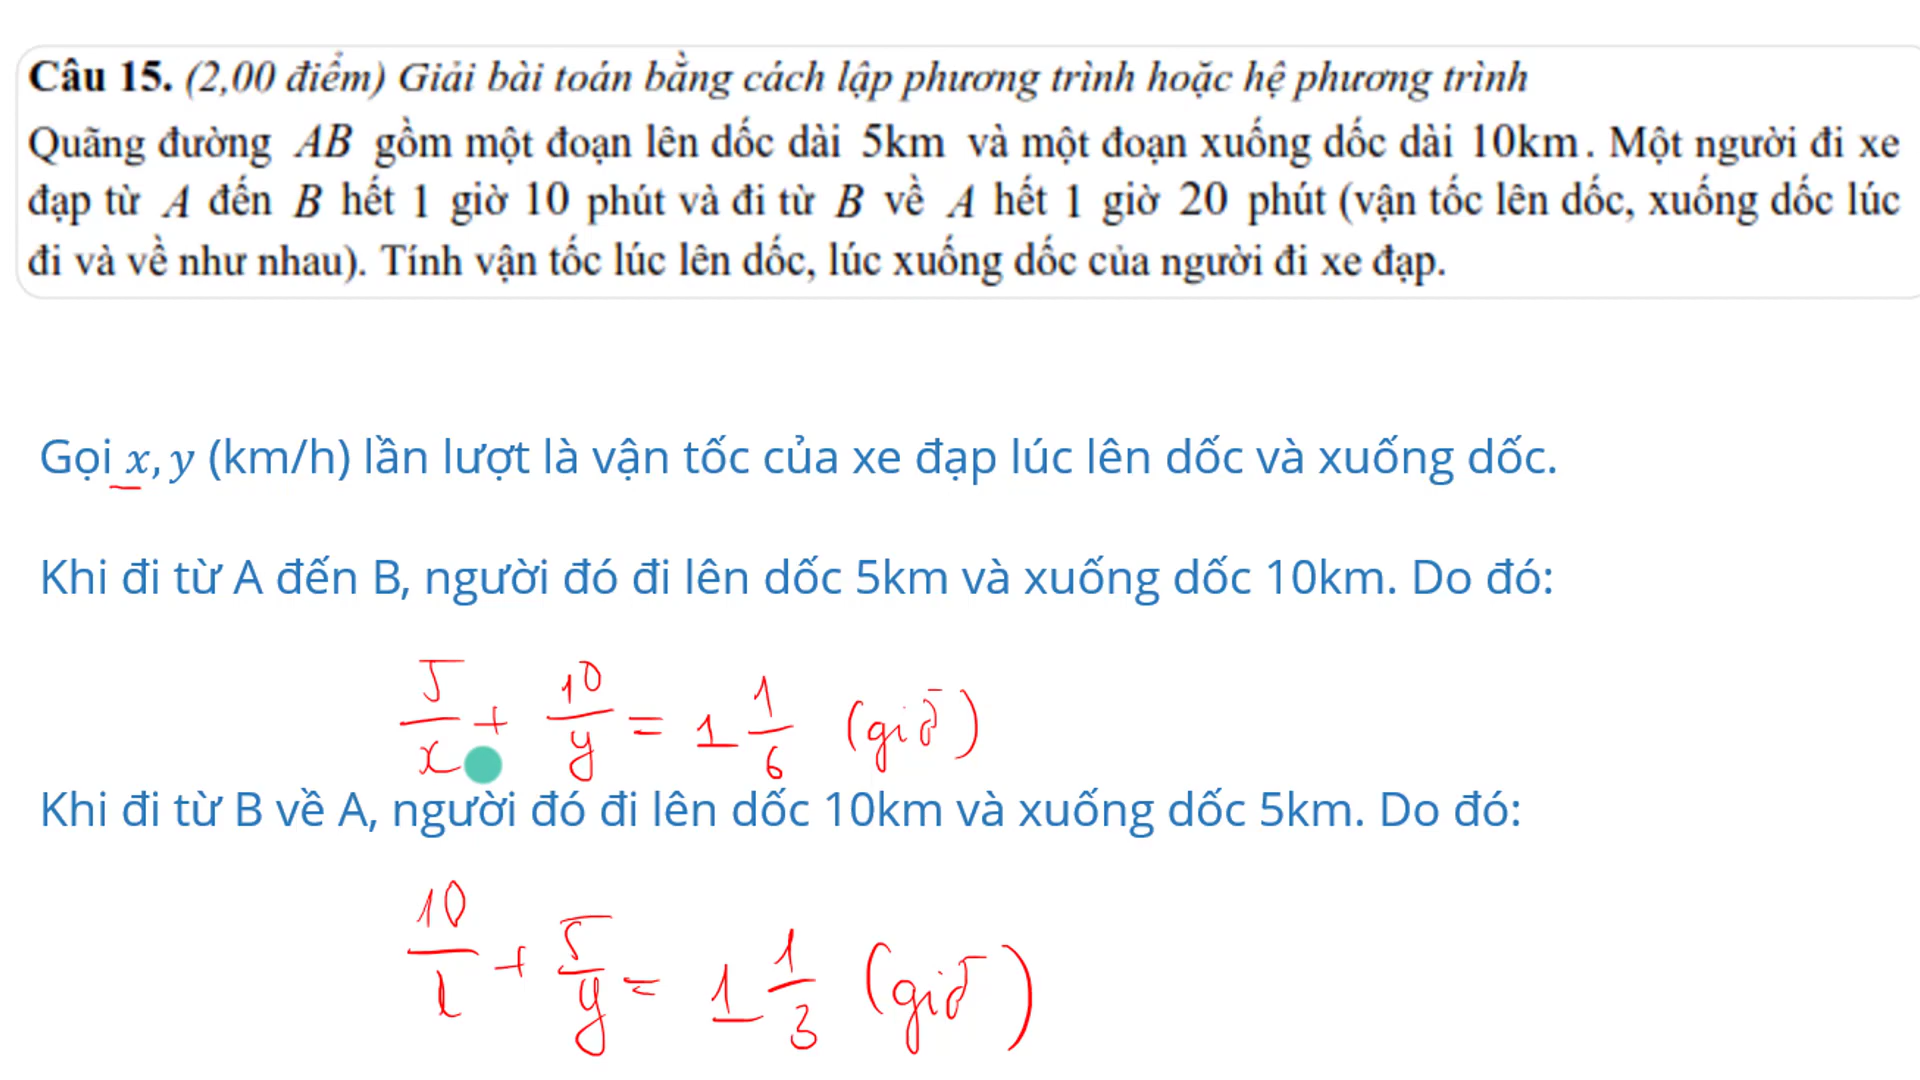 Câu 15. (2,00 điểm) Giải bài toán bằng cách lập phương trình hoặc hệ phương trình
Quãng đường AB gồm một đoạn lên dốc dài 5km và một đoạn xuống dốc dài 10km. Một người đi xe
đạp từ A đến B hết 1 giờ 10 phút và đi từ B về A hết 1 giờ 20 phút (vận tốc lên dốc, xuống dốc lúc
đi và về như nhau). Tính vận tốc lúc lên dốc, lúc xuống dốc của người đi xe đạp.
Gọi x, y (km/h) lần lượt là vận tốc của xe đạp lúc lên dốc và xuống dốc.
Khi đi từ A đến B, người đó đi lên dốc 5km và xuống dốc 10km. Do đó:
5/x + 10/y = 1 1/6 (giờ)
Khi đi từ B về A, người đó đi lên dốc 10km và xuống dốc 5km. Do đó:
10/x + 5/y = 1 1/3 (giờ)